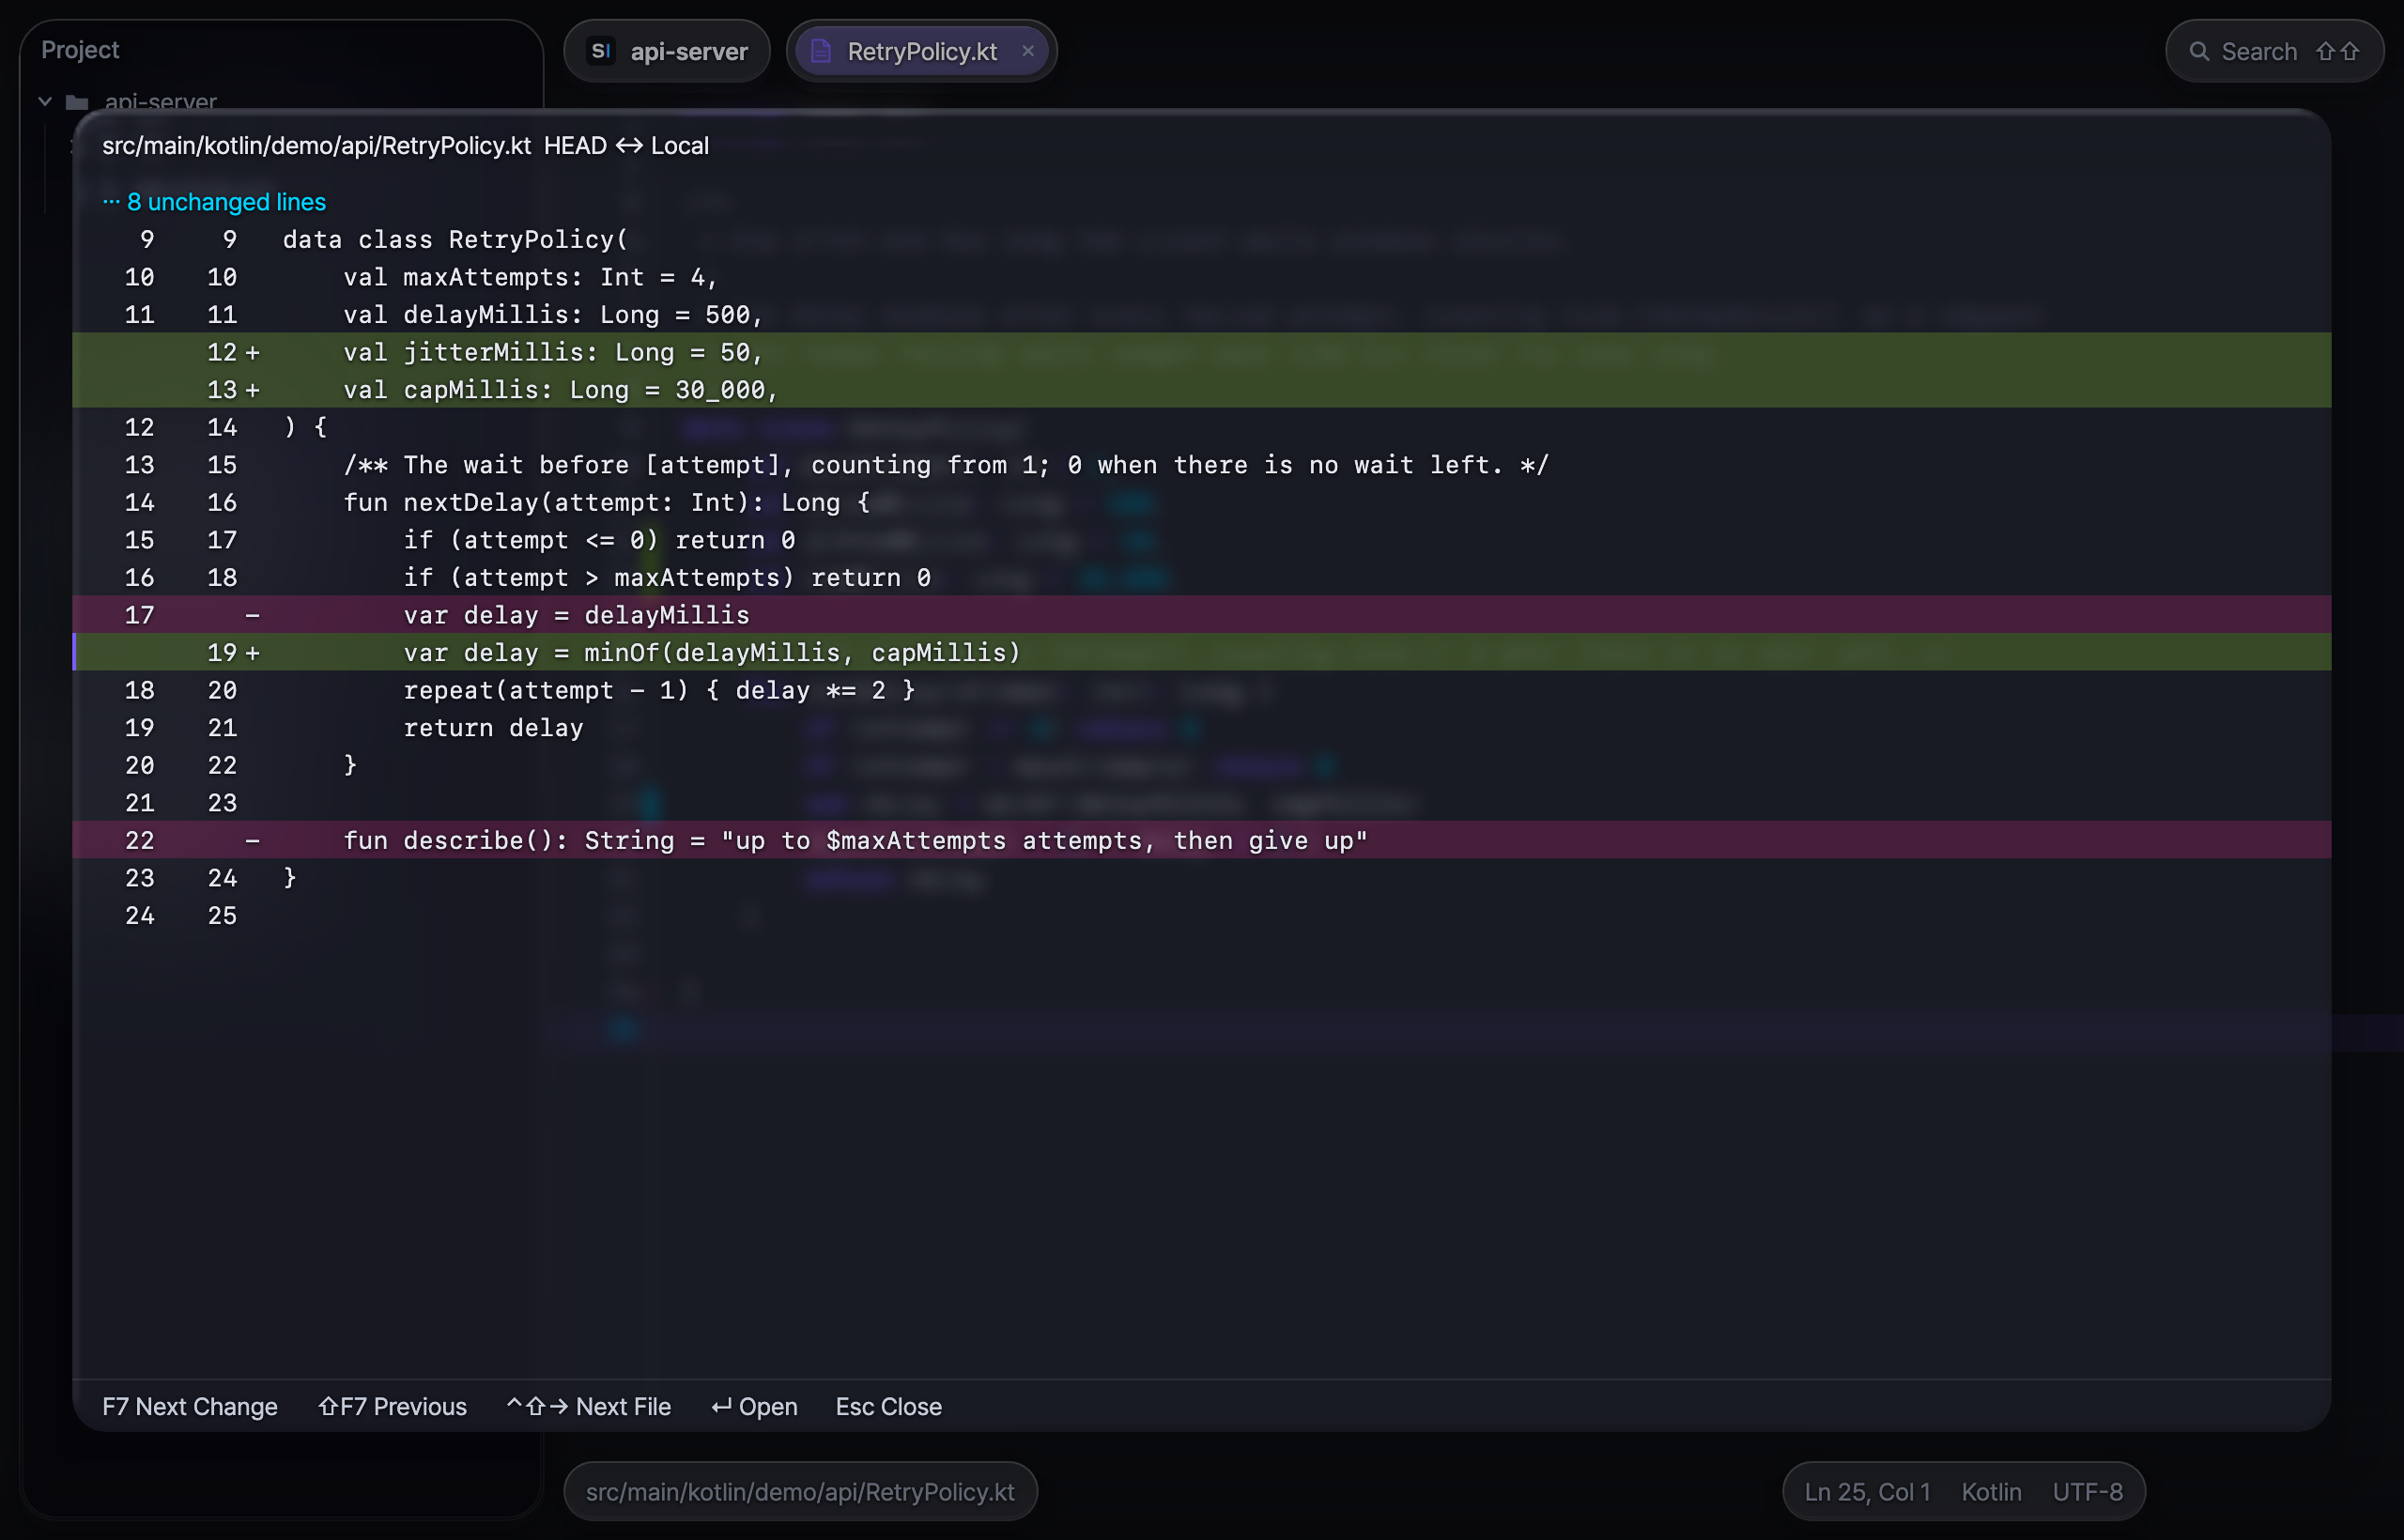 Project
api-server
SI api-server
RetryPolicy.kt ×
Search ⇧⇧
src/main/kotlin/demo/api/RetryPolicy.kt HEAD ↔ Local
··· 8 unchanged lines
9 9 data class RetryPolicy(
10 10 val maxAttempts: Int = 4,
11 11 val delayMillis: Long = 500,
12 + val jitterMillis: Long = 50,
13 + val capMillis: Long = 30_000,
12 14 ) {
13 15 /** The wait before [attempt], counting from 1; 0 when there is no wait left. */
14 16 fun nextDelay(attempt: Int): Long {
15 17 if (attempt <= 0) return 0
16 18 if (attempt > maxAttempts) return 0
17 − var delay = delayMillis
19 + var delay = minOf(delayMillis, capMillis)
18 20 repeat(attempt - 1) { delay *= 2 }
19 21 return delay
20 22 }
21 23
22 − fun describe(): String = "up to $maxAttempts attempts, then give up"
23 24 }
24 25
F7 Next Change ⇧F7 Previous ^⇧→ Next File ↵ Open Esc Close
src/main/kotlin/demo/api/RetryPolicy.kt
Ln 25, Col 1 Kotlin UTF-8